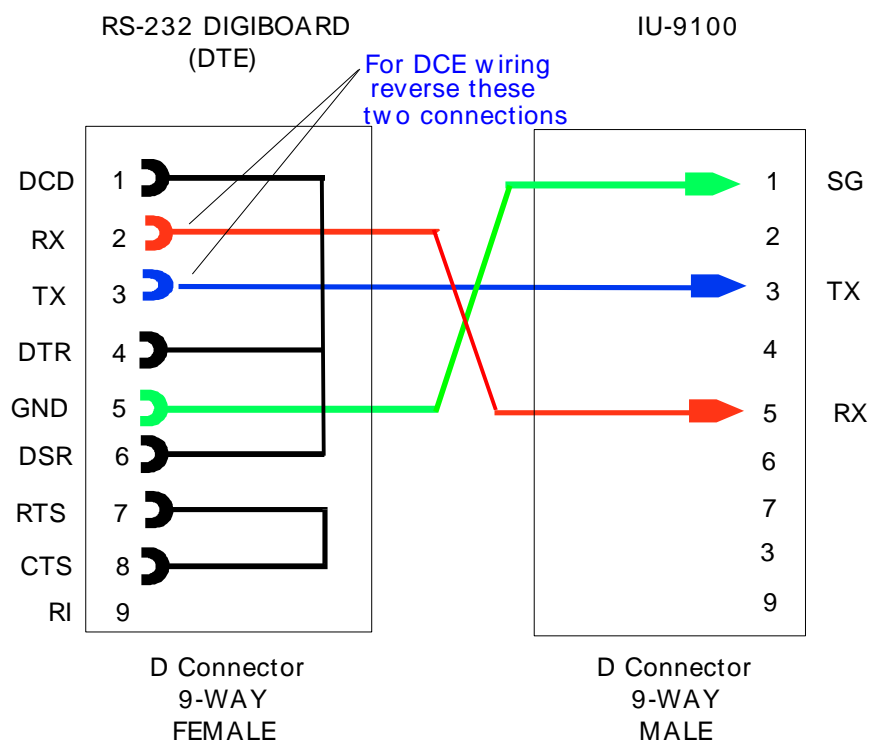 RS-232 DIGIBOARD
(DTE)
IU-9100
For DCE wiring
reverse these
two connections
DCD 1
RX 2
TX 3
DTR 4
GND 5
DSR 6
RTS 7
CTS 8
RI 9
1 SG
2
3 TX
4
5 RX
6
7
3
9
D Connector
9-WAY
FEMALE
D Connector
9-WAY
MALE